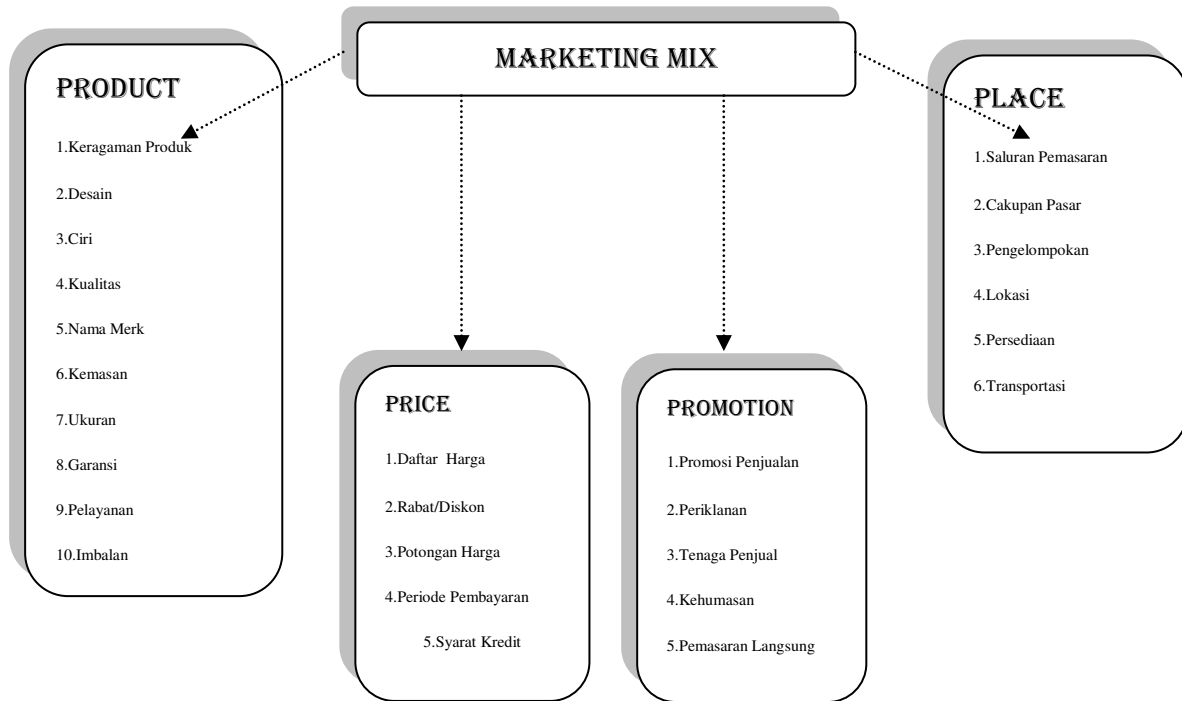 MARKETING MIX
PRODUCT
1.Keragaman Produk
2.Desain
3.Ciri
4.Kualitas
5.Nama Merk
6.Kemasan
7.Ukuran
8.Garansi
9.Pelayanan
10.Imbalan
PRICE
1.Daftar  Harga
2.Rabat/Diskon
3.Potongan Harga
4.Periode Pembayaran
5.Syarat Kredit
PROMOTION
1.Promosi Penjualan
2.Periklanan
3.Tenaga Penjual
4.Kehumasan
5.Pemasaran Langsung
PLACE
1.Saluran Pemasaran
2.Cakupan Pasar
3.Pengelompokan
4.Lokasi
5.Persediaan
6.Transportasi